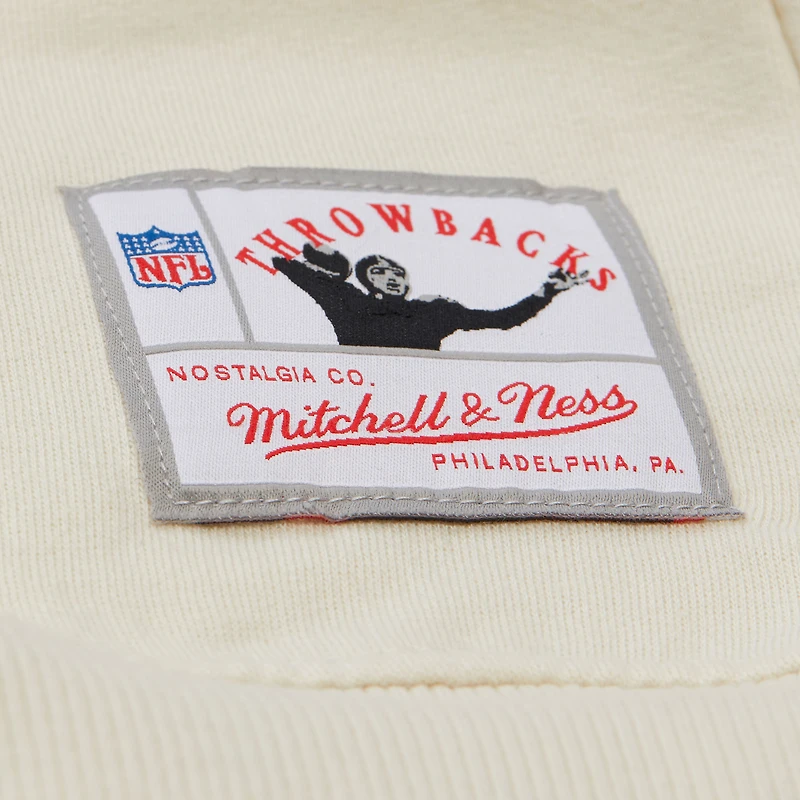 THROWBACKS
NFL
NOSTALGIA CO.
Mitchell & Ness
PHILADELPHIA, PA.